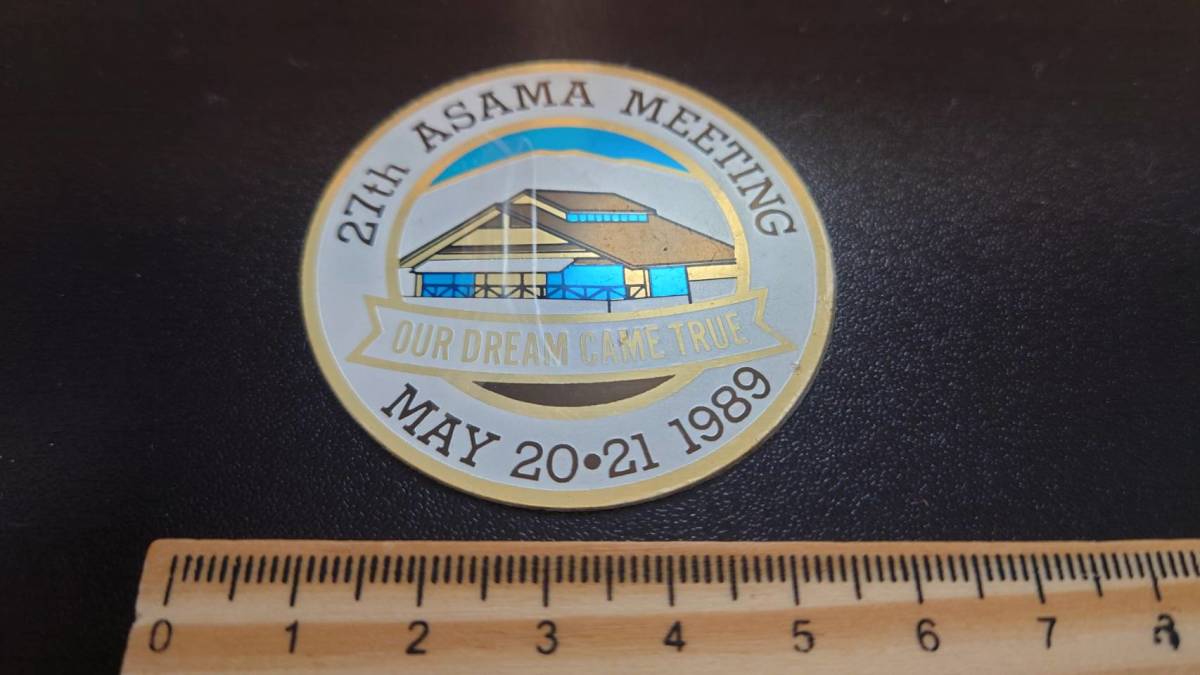 27th ASAMA MEETING
OUR DREAM CAME TRUE
MAY 20•21 1989
0 1 2 3 4 5 6 7 8